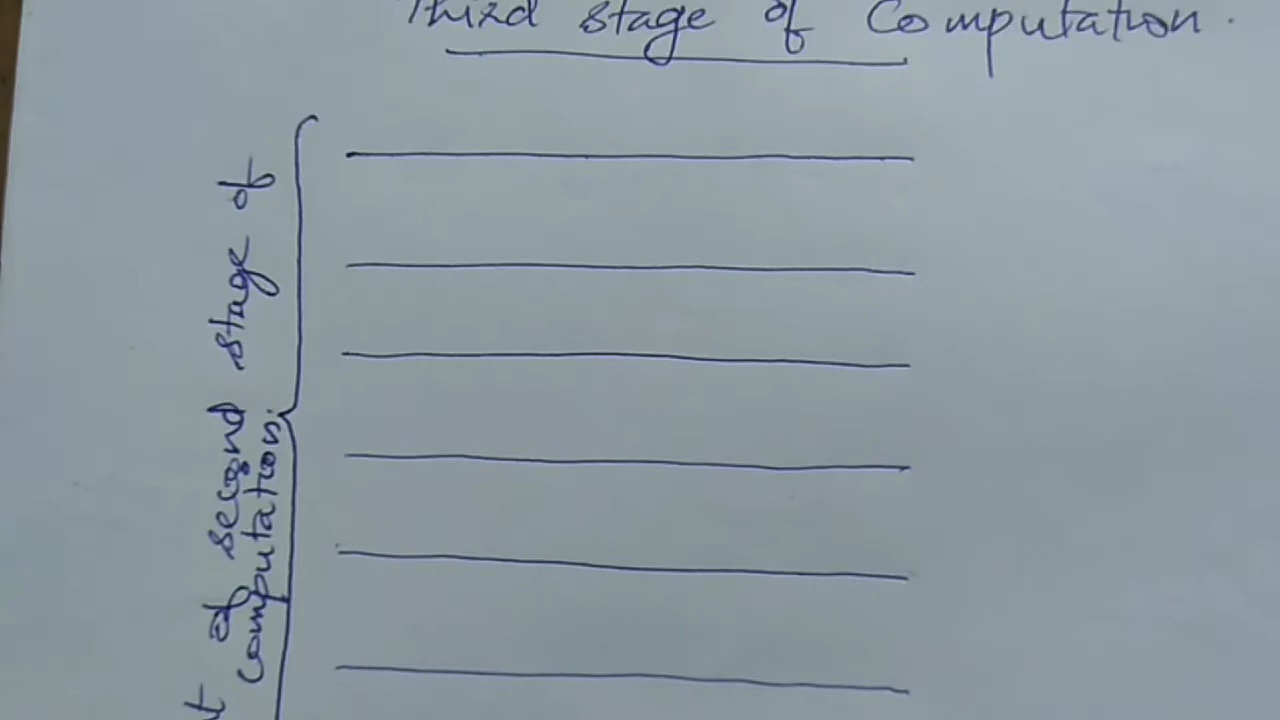 Third stage of Computation.
of second stage of
computation.